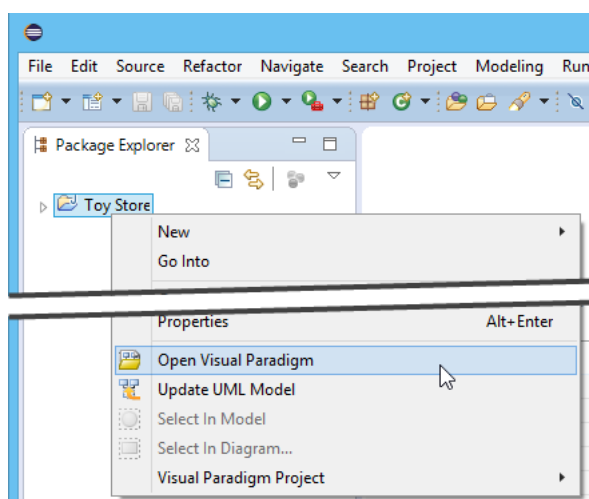 File Edit Source Refactor Navigate Search Project Modeling Run
Package Explorer
Toy Store
New
Go Into
Properties Alt+Enter
Open Visual Paradigm
Update UML Model
Select In Model
Select In Diagram...
Visual Paradigm Project